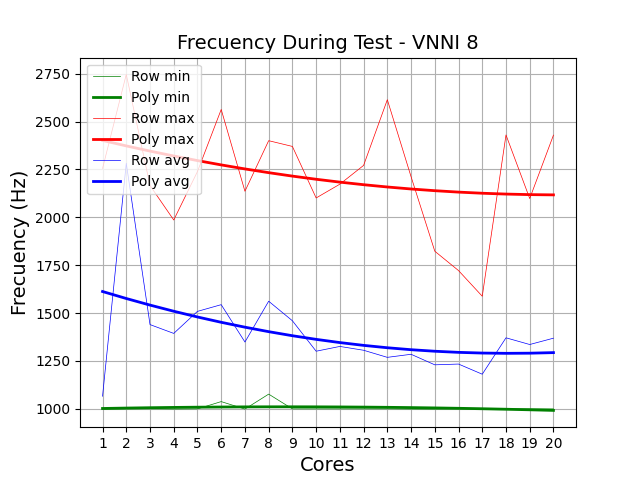 Frecuency During Test - VNNI 8
Frecuency (Hz)
2750
2500
2250
2000
1750
1500
1250
1000
Row min
Poly min
Row max
Poly max
Row avg
Poly avg
1 2 3 4 5 6 7 8 9 10 11 12 13 14 15 16 17 18 19 20
Cores